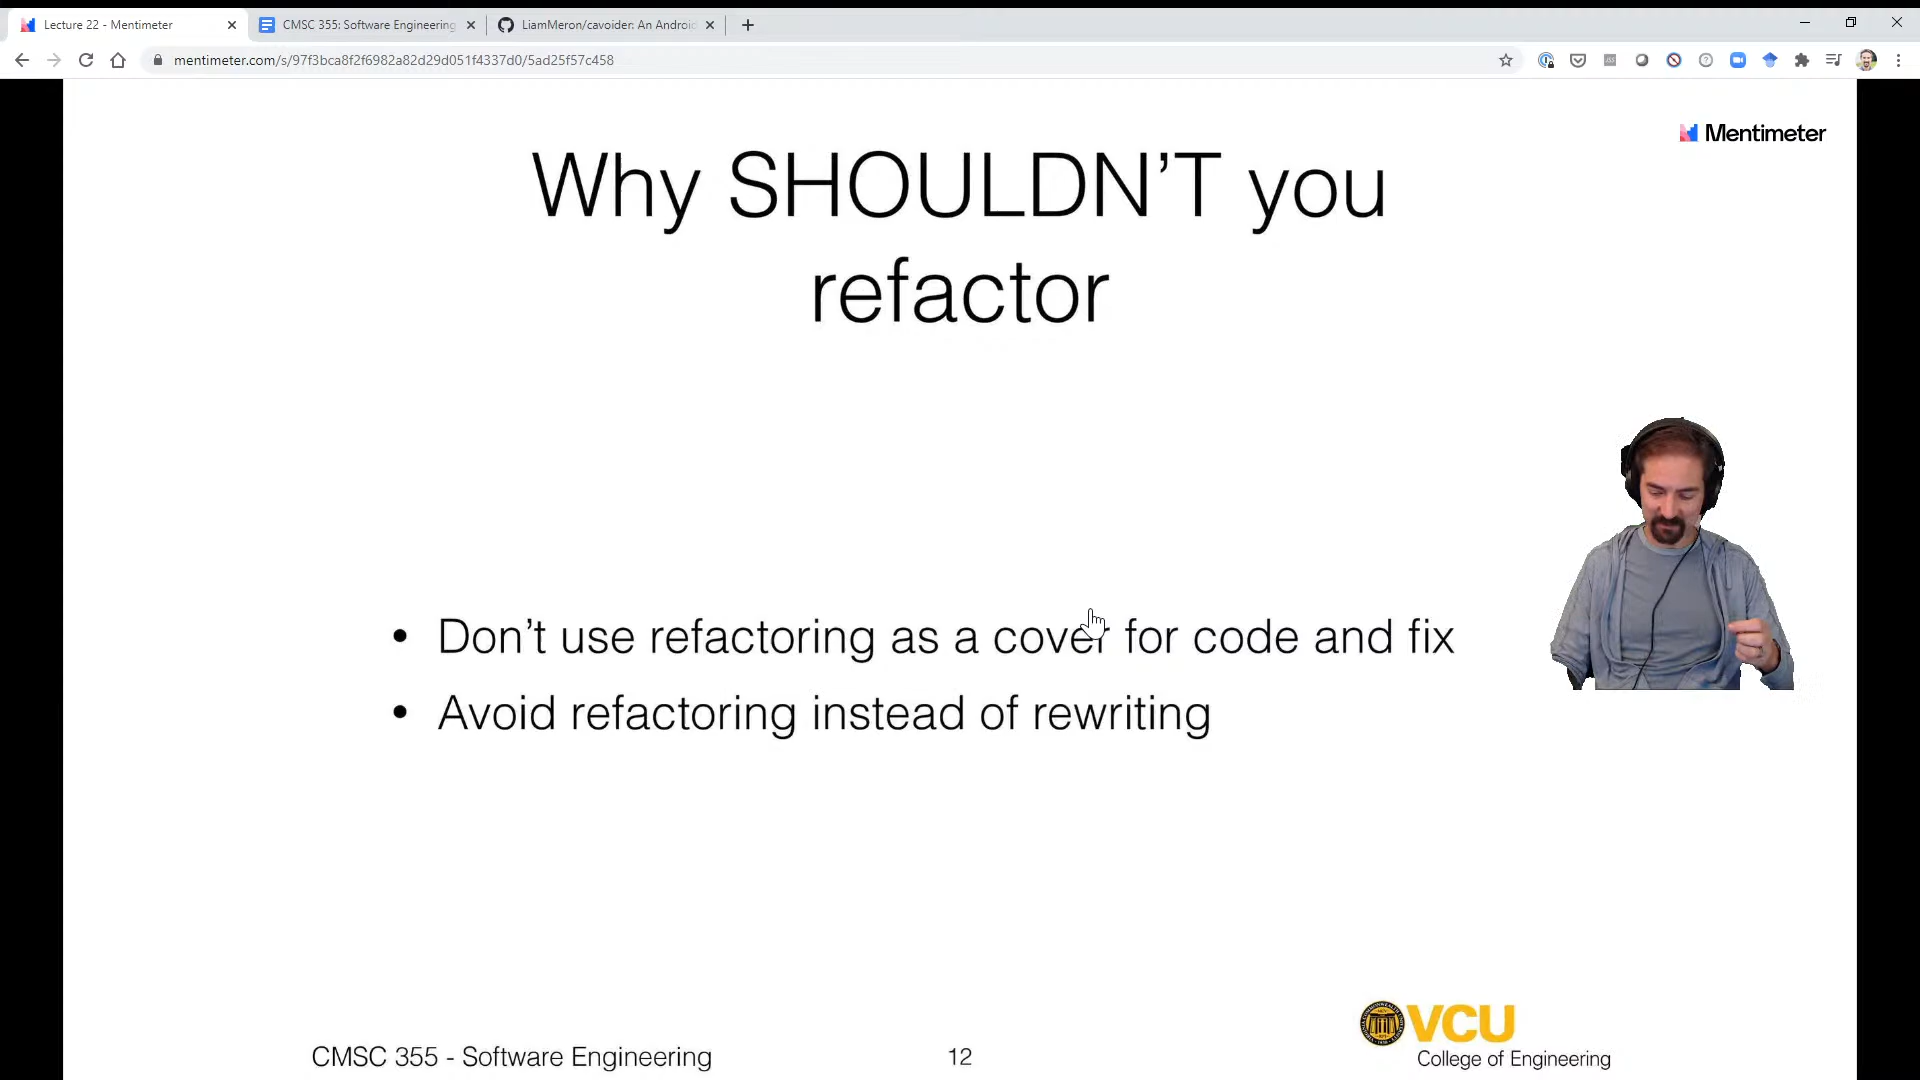 Lecture 22 - Mentimeter
CMSC 355: Software Engineering
LiamMeron/cavoider: An Androi
mentimeter.com/s/97f3bca8f2f6982a82d29d051f4337d0/5ad25f57c458
Mentimeter
Why SHOULDN’T you
refactor
• Don’t use refactoring as a cover for code and fix
• Avoid refactoring instead of rewriting
VCU
College of Engineering
CMSC 355 - Software Engineering
12